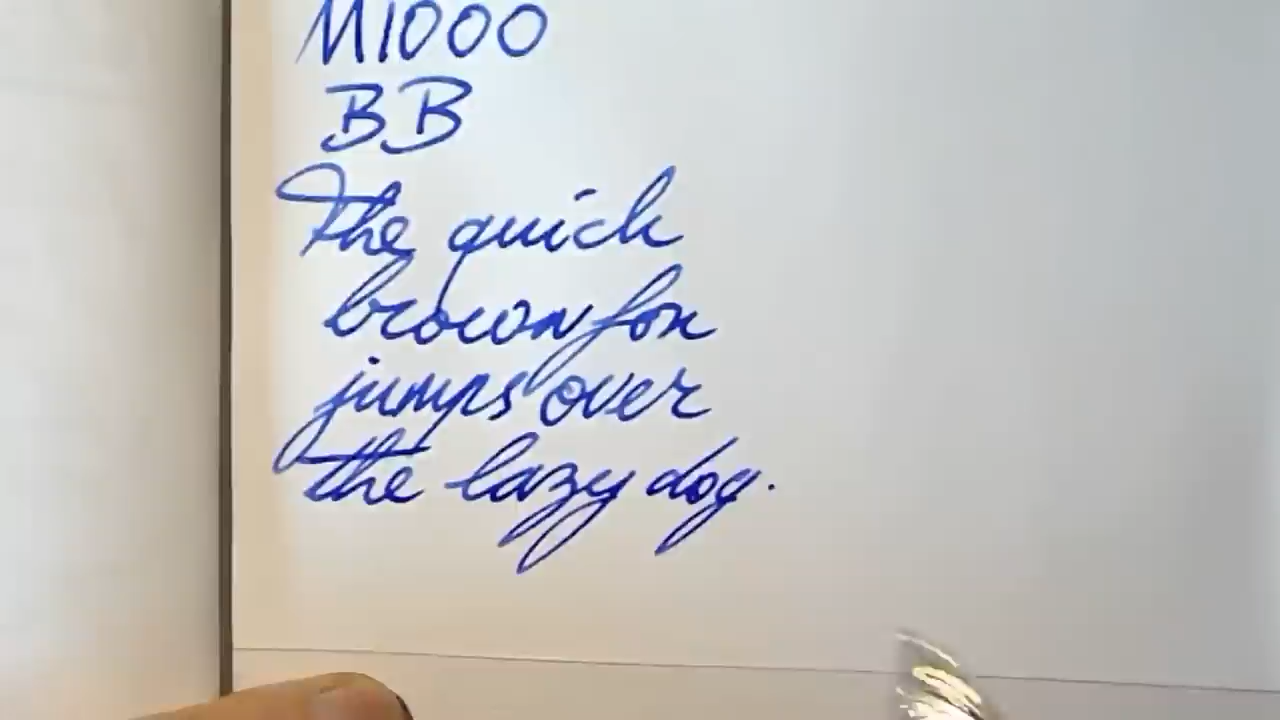 M1000
BB
The quick
brown fox
jumps over
the lazy dog.